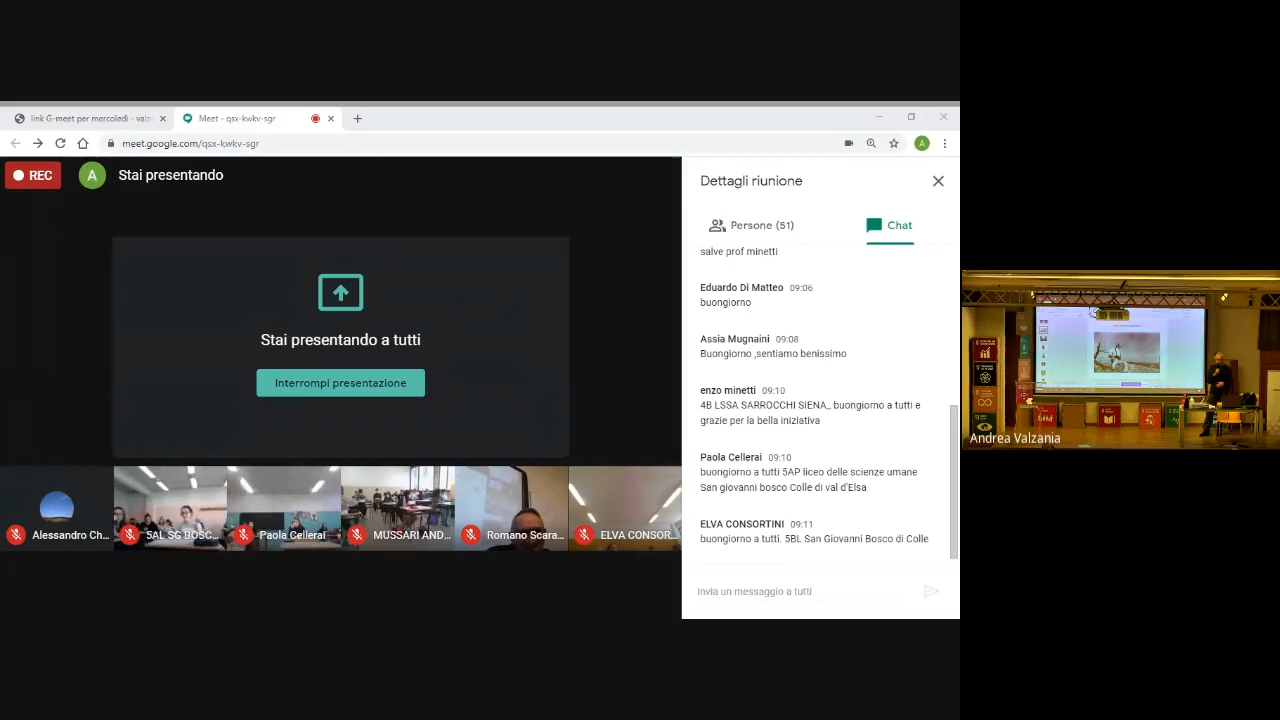 link G-meet per mercoledì - valz
Meet - qsx-kwkv-sgr
meet.google.com/qsx-kwkv-sgr
A
REC
A
Stai presentando
Stai presentando a tutti
Interrompi presentazione
Alessandro Ch...
5AL SG BOSC...
Paola Cellerai
MUSSARI AND...
Romano Scara...
ELVA CONSOR...
Dettagli riunione
Persone (51)
Chat
salve prof minetti
Eduardo Di Matteo 09:06
buongiorno
Assia Mugnaini 09:08
Buongiorno ,sentiamo benissimo
enzo minetti 09:10
4B LSSA SARROCCHI SIENA_ buongiorno a tutti e
grazie per la bella iniziativa
Paola Cellerai 09:10
buongiorno a tutti 5AP liceo delle scienze umane
San giovanni bosco Colle di val d'Elsa
ELVA CONSORTINI 09:11
buongiorno a tutti. 5BL San Giovanni Bosco di Colle
Invia un messaggio a tutti
Andrea Valzania